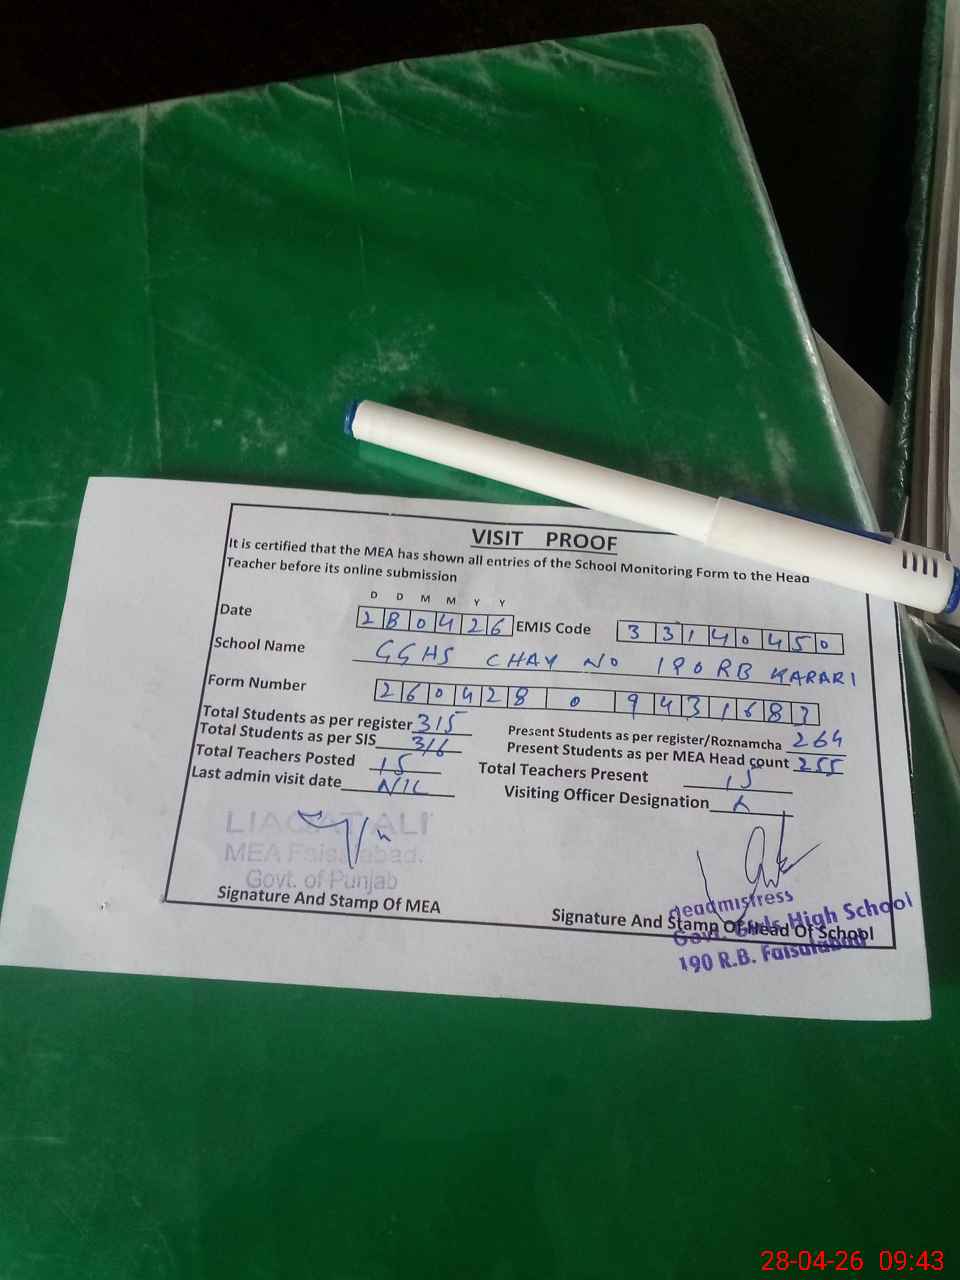 VISIT PROOF
It is certified that the MEA has shown all entries of the School Monitoring Form to the Head
Teacher before its online submission
D D M M Y Y
Date 280426 EMIS Code 33140450
School Name GGHS CHAY NO 190 RB KARARI
Form Number 260428 0 9431683
Total Students as per register 315 Present Students as per register/Roznamcha 264
Total Students as per SIS 316 Present Students as per MEA Head count 255
Total Teachers Posted 15 Total Teachers Present 15
Last admin visit date NIL Visiting Officer Designation
LIAQAT ALI
MEA Faisalabad.
Govt. of Punjab
Signature And Stamp Of MEA Signature And Stamp Of Head Of School
Headmistress
Govt. Girls High School
190 R.B. Faisalabad
28-04-26 09:43